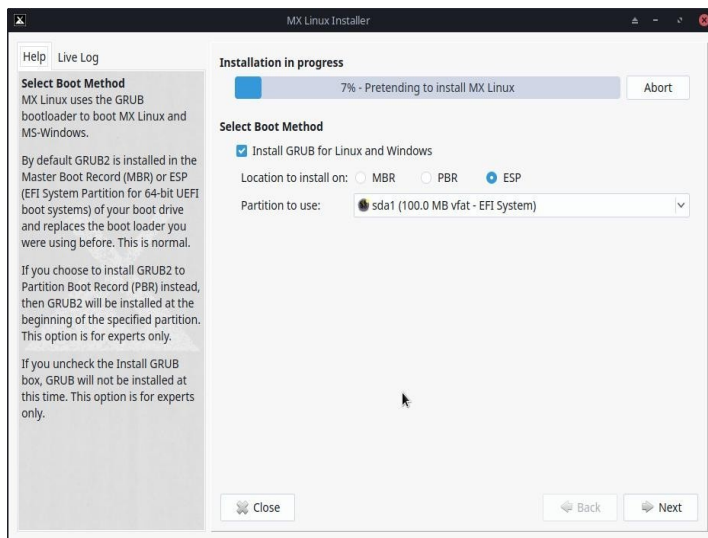 MX Linux Installer
Help
Live Log
Select Boot Method
MX Linux uses the GRUB
bootloader to boot MX Linux and
MS-Windows.
By default GRUB2 is installed in the
Master Boot Record (MBR) or ESP
(EFI System Partition for 64-bit UEFI
boot systems) of your boot drive
and replaces the boot loader you
were using before. This is normal.
If you choose to install GRUB2 to
Partition Boot Record (PBR) instead,
then GRUB2 will be installed at the
beginning of the specified partition.
This option is for experts only.
If you uncheck the Install GRUB
box, GRUB will not be installed at
this time. This option is for experts
only.
Installation in progress
7% - Pretending to install MX Linux
Abort
Select Boot Method
Install GRUB for Linux and Windows
Location to install on: MBR PBR ESP
Partition to use: sda1 (100.0 MB vfat - EFI System)
Close
Back
Next